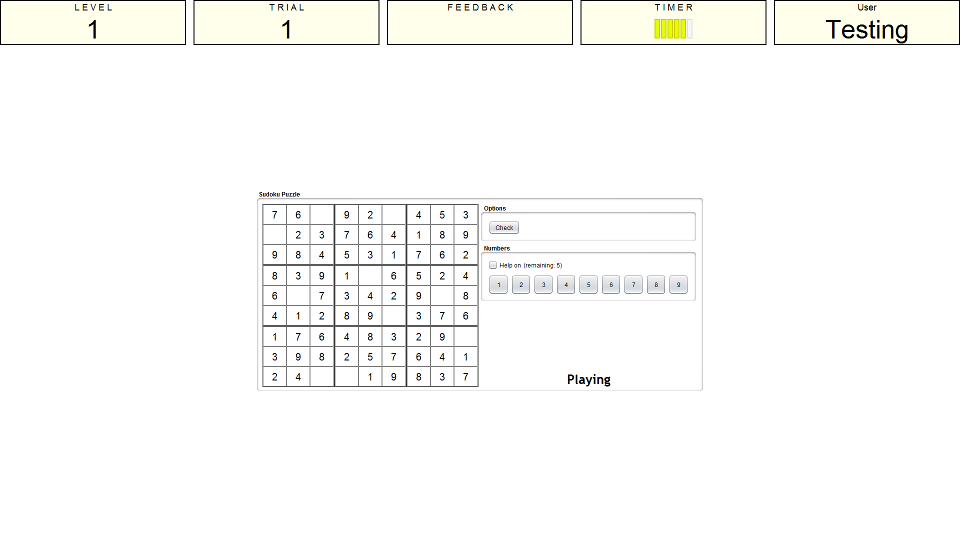 LEVEL
1
TRIAL
1
FEEDBACK
TIMER
User
Testing
Sudoku Puzzle
7 6 9 2 4 5 3
2 3 7 6 4 1 8 9
9 8 4 5 3 1 7 6 2
8 3 9 1 6 5 2 4
6 7 3 4 2 9 8
4 1 2 8 9 3 7 6
1 7 6 4 8 3 2 9
3 9 8 2 5 7 6 4 1
2 4 1 9 8 3 7
Options
Check
Numbers
Help on (remaining: 5)
1 2 3 4 5 6 7 8 9
Playing